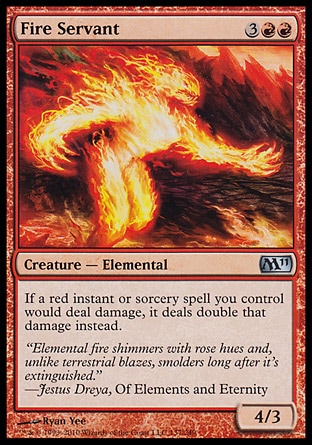 Fire Servant 3
Creature — Elemental M11
If a red instant or sorcery spell you control
would deal damage, it deals double that
damage instead.
"Elemental fire shimmers with rose hues and,
unlike terrestrial blazes, smolders long after it's
extinguished."
—Jestus Dreya, Of Elements and Eternity
Ryan Yee
4/3